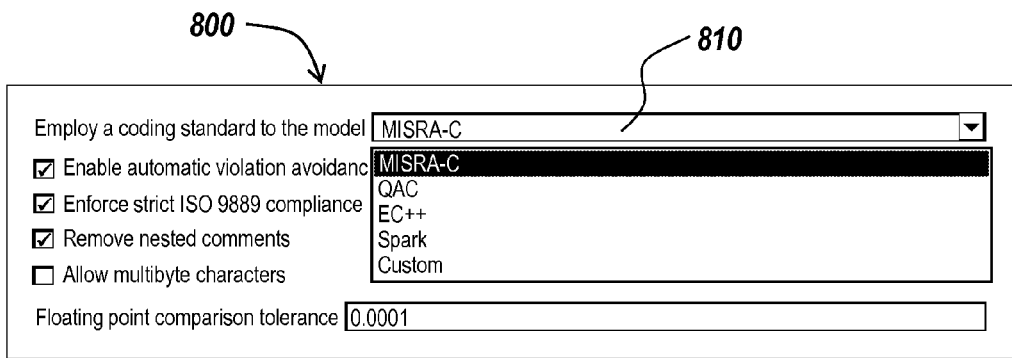 800
810
Employ a coding standard to the model MISRA-C
Enable automatic violation avoidanc MISRA-C
QAC
Enforce strict ISO 9889 compliance EC++
Remove nested comments Spark
Allow multibyte characters Custom
Floating point comparison tolerance 0.0001